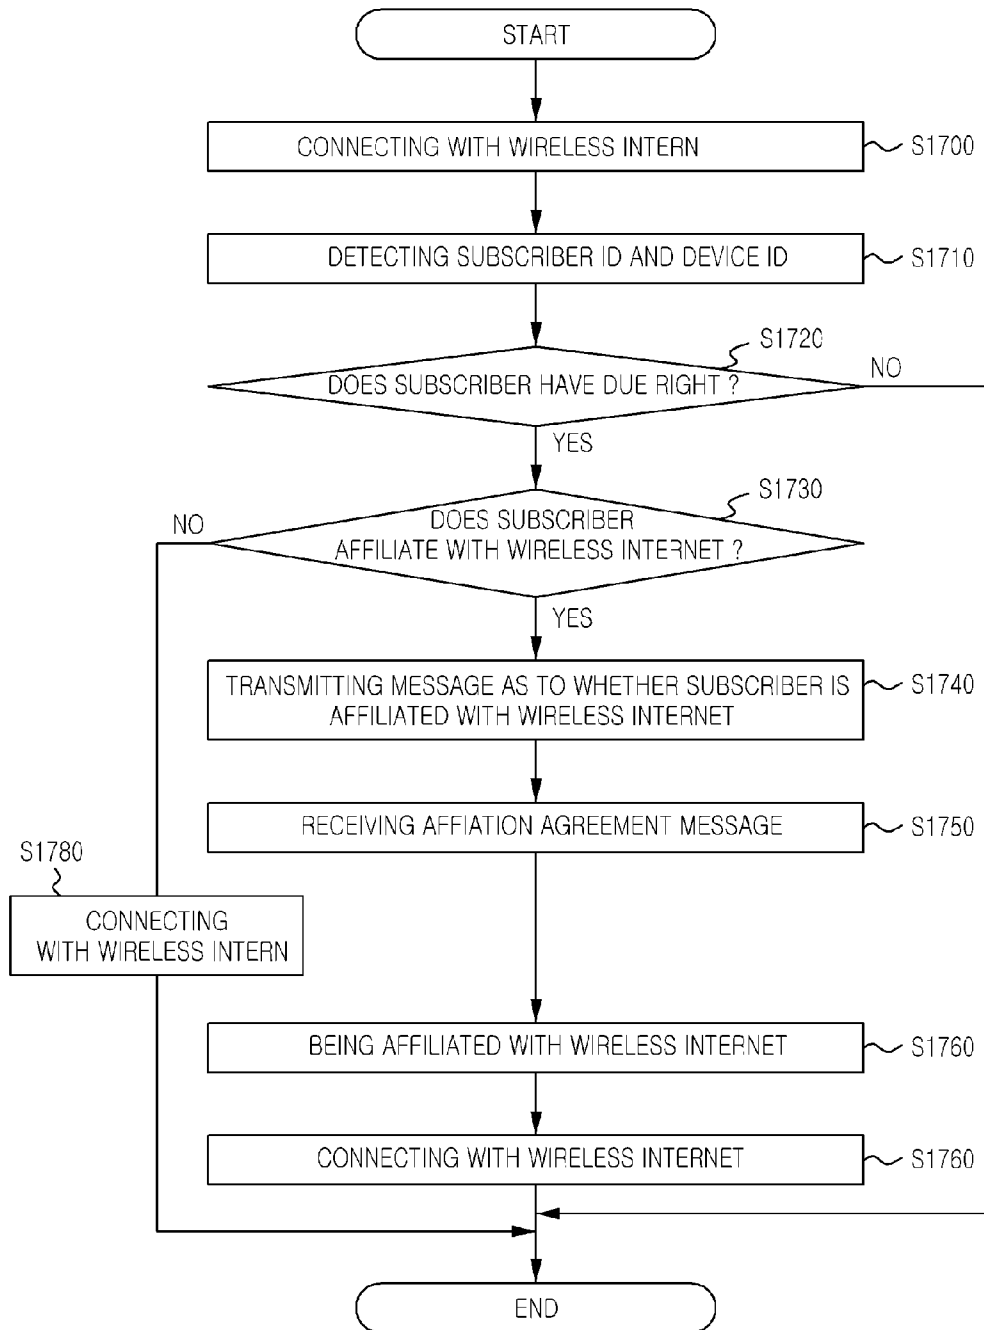 START
CONNECTING WITH WIRELESS INTERN
S1700
DETECTING SUBSCRIBER ID AND DEVICE ID
S1710
S1720
DOES SUBSCRIBER HAVE DUE RIGHT ?
NO
YES
S1730
NO
DOES SUBSCRIBER
AFFILIATE WITH WIRELESS INTERNET ?
YES
TRANSMITTING MESSAGE AS TO WHETHER SUBSCRIBER IS
AFFILIATED WITH WIRELESS INTERNET
S1740
RECEIVING AFFIATION AGREEMENT MESSAGE
S1750
S1780
CONNECTING
WITH WIRELESS INTERN
BEING AFFILIATED WITH WIRELESS INTERNET
S1760
CONNECTING WITH WIRELESS INTERNET
S1760
END